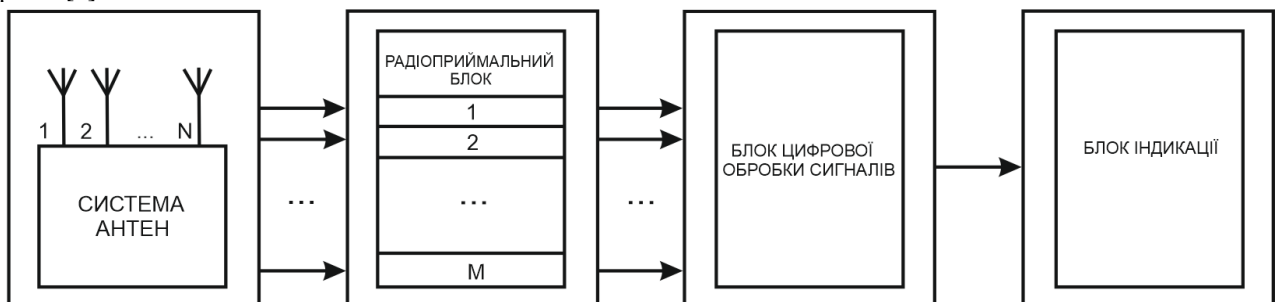 1 2 ... N
СИСТЕМА
АНТЕН
...
РАДІОПРИЙМАЛЬНИЙ
БЛОК
1
2
...
M
...
БЛОК ЦИФРОВОЇ
ОБРОБКИ СИГНАЛІВ
БЛОК ІНДИКАЦІЇ